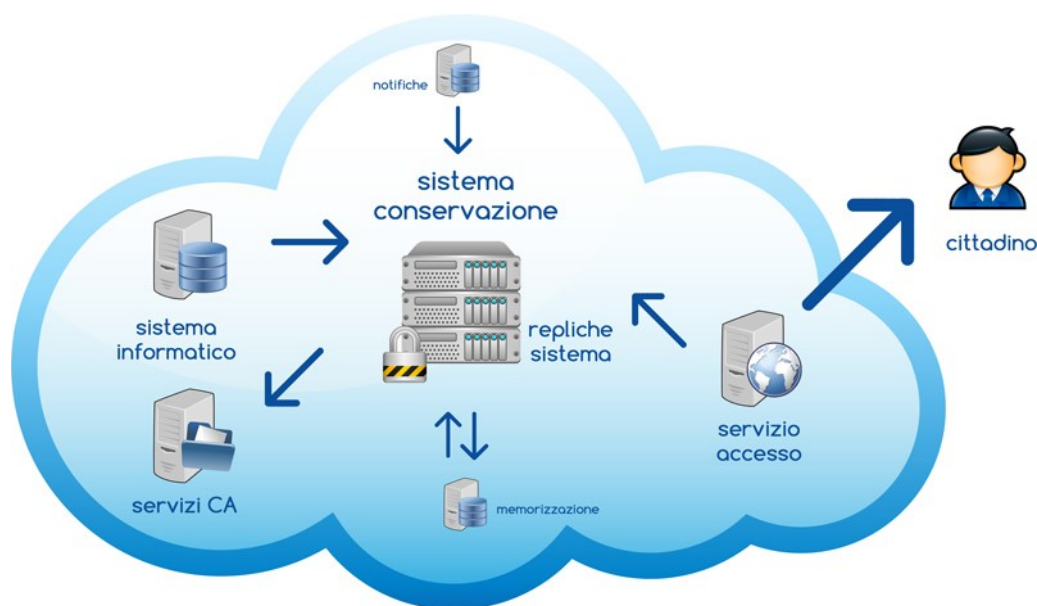 notifiche
sistema
conservazione
cittadino
sistema
informatico
repliche
sistema
servizio
accesso
servizi CA
memorizzazione